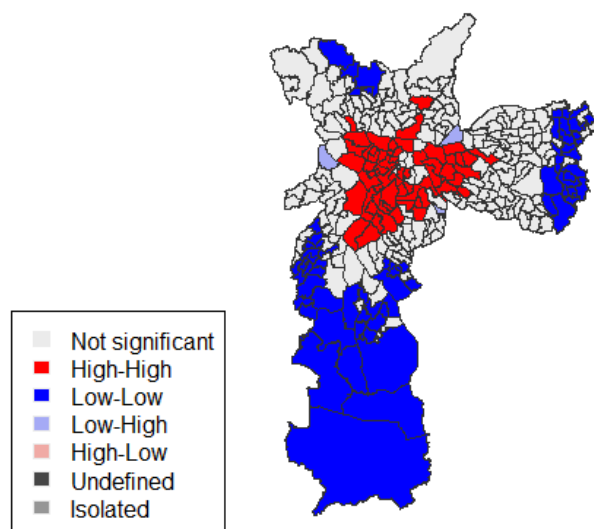 Not significant
High-High
Low-Low
Low-High
High-Low
Undefined
Isolated